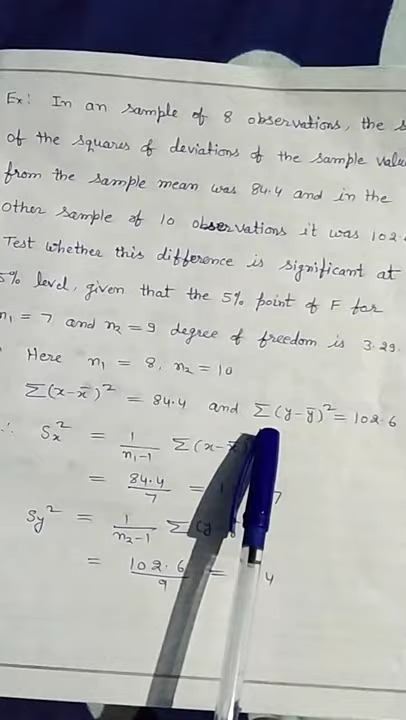 Ex: In an sample of 8 observations, the
of the squares of deviations of the sample
from the sample mean was 84.4 and in the
other sample of 10 observations it was 102.
Test whether this difference is significant at
5% level, given that the 5% point of F for
n₁ = 7 and n₂ = 9 degree of freedom is 3.29.
Here n₁ = 8, n₂ = 10
Σ(x-x̄)² = 84.4 and Σ(y-ȳ)² = 102.6
∴ Sx² = 1/(n₁-1) Σ(x-x̄)
= 84.4/7 = 7
Sy² = 1/(n₂-1) Σ(y
= 102.6/9 = 4